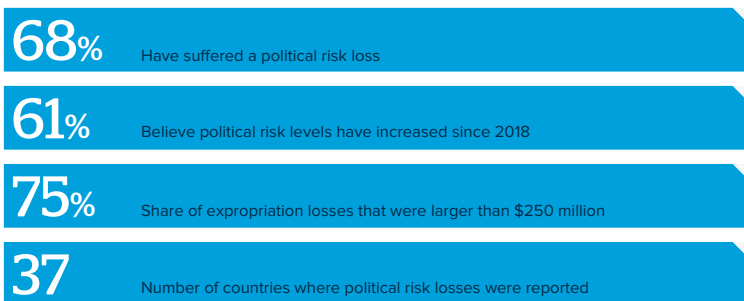 68% Have suffered a political risk loss
61% Believe political risk levels have increased since 2018
75% Share of expropriation losses that were larger than $250 million
37 Number of countries where political risk losses were reported